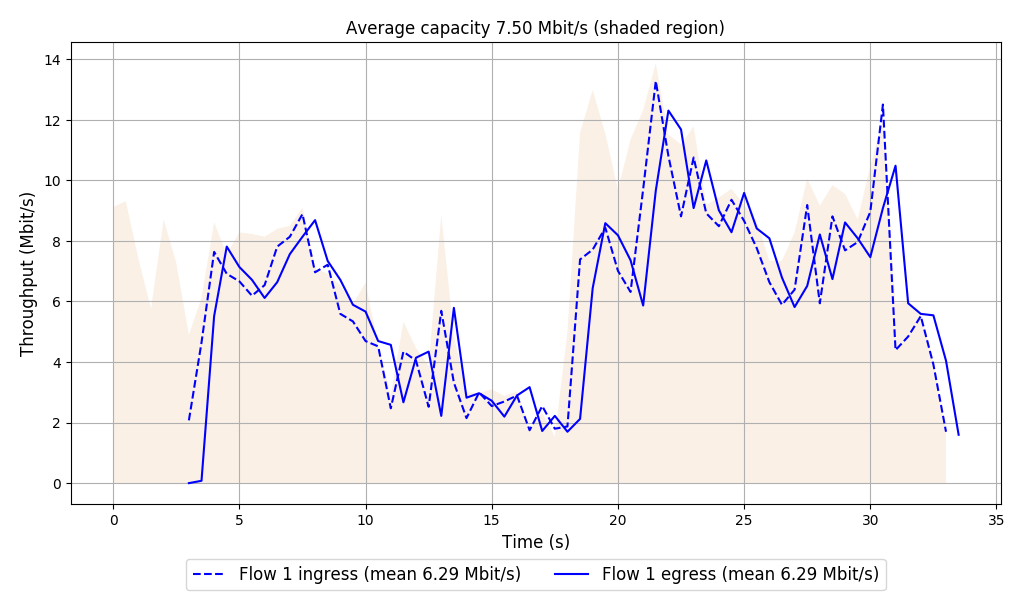 Average capacity 7.50 Mbit/s (shaded region)
14
12
10
8
6
4
2
0
Throughput (Mbit/s)
0 5 10 15 20 25 30 35
Time (s)
Flow 1 ingress (mean 6.29 Mbit/s) Flow 1 egress (mean 6.29 Mbit/s)